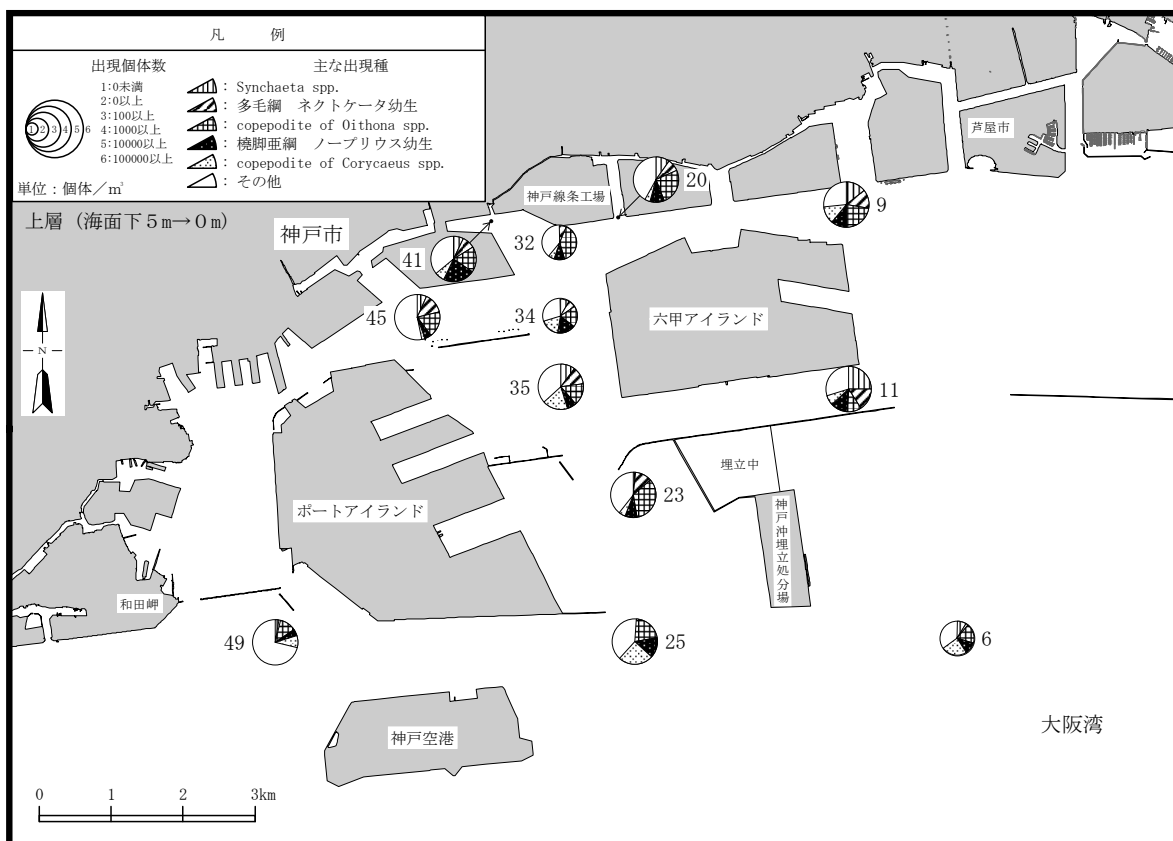 凡 例
出現個体数
1:0未満
2:0以上
3:100以上
4:1000以上
5:10000以上
6:100000以上
1 2 3 4 5 6
単位：個体／㎥
主な出現種
： Synchaeta spp.
： 多毛綱 ネクトケータ幼生
： copepodite of Oithona spp.
： 橈脚亜綱 ノープリウス幼生
： copepodite of Corycaeus spp.
： その他
上層（海面下５m→０m）
芦屋市
神戸線条工場
20
9
神戸市
32
41
45
34
六甲アイランド
N
35
11
埋立中
23
ポートアイランド
神戸沖埋立処分場
和田岬
49
25
6
大阪湾
神戸空港
0 1 2 3km